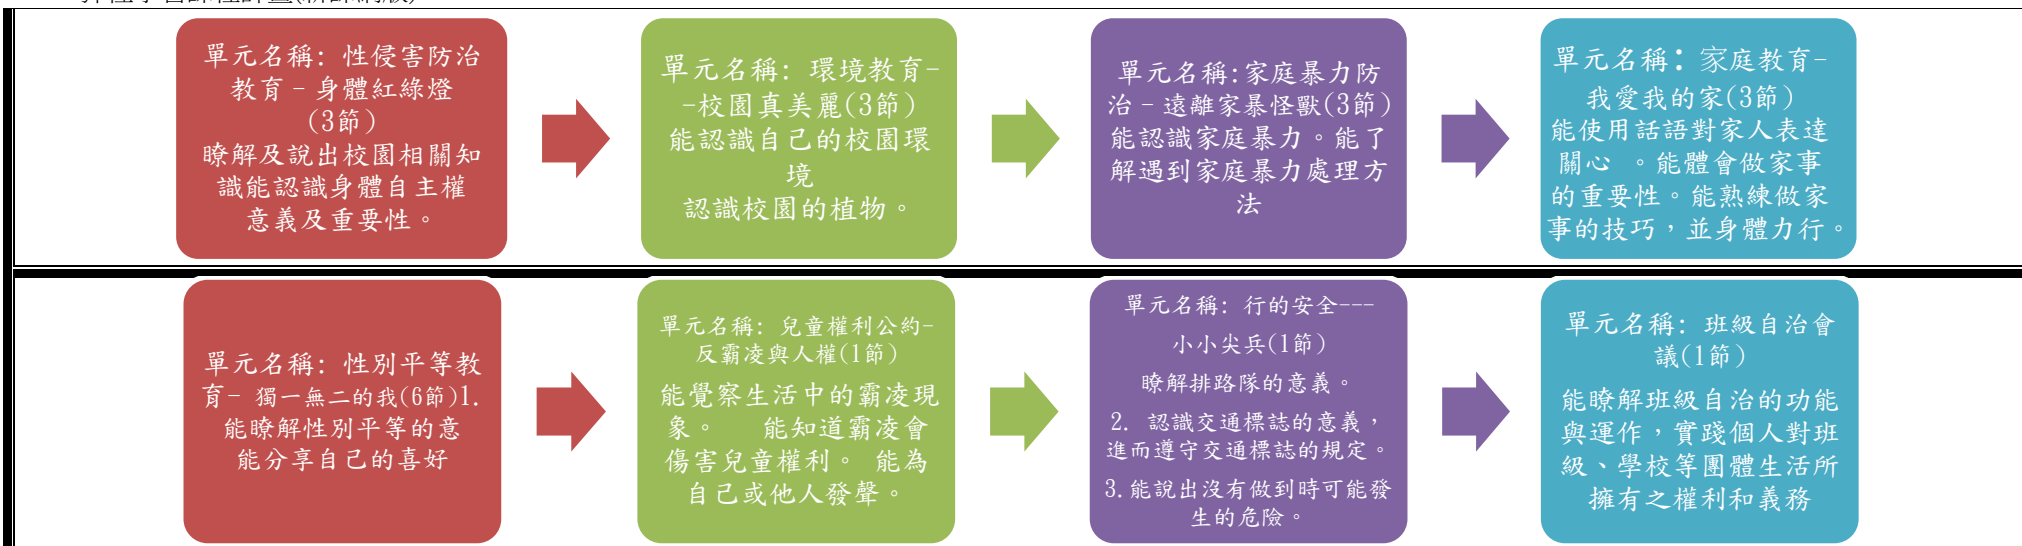 單元名稱: 性侵害防治
教育–身體紅綠燈
(3節)
瞭解及說出校園相關知
識能認識身體自主權
意義及重要性。
單元名稱: 環境教育-
-校園真美麗(3節)
能認識自己的校園環
境
認識校園的植物。
單元名稱:家庭暴力防
治–遠離家暴怪獸(3節)
能認識家庭暴力。能了
解遇到家庭暴力處理方
法
單元名稱: 家庭教育-
我愛我的家(3節)
能使用話語對家人表達
關心 。能體會做家事
的重要性。能熟練做家
事的技巧，並身體力行。
單元名稱: 性別平等教
育- 獨一無二的我(6節)1.
能瞭解性別平等的意
能分享自己的喜好
單元名稱: 兒童權利公約-
反霸凌與人權(1節)
能覺察生活中的霸凌現
象。 能知道霸凌會
傷害兒童權利。 能為
自己或他人發聲。
單元名稱: 行的安全---
小小尖兵(1節)
瞭解排路隊的意義。
2. 認識交通標誌的意義，
進而遵守交通標誌的規定。
3.能說出沒有做到時可能發
生的危險。
單元名稱: 班級自治會
議(1節)
能瞭解班級自治的功能
與運作，實踐個人對班
級、學校等團體生活所
擁有之權利和義務